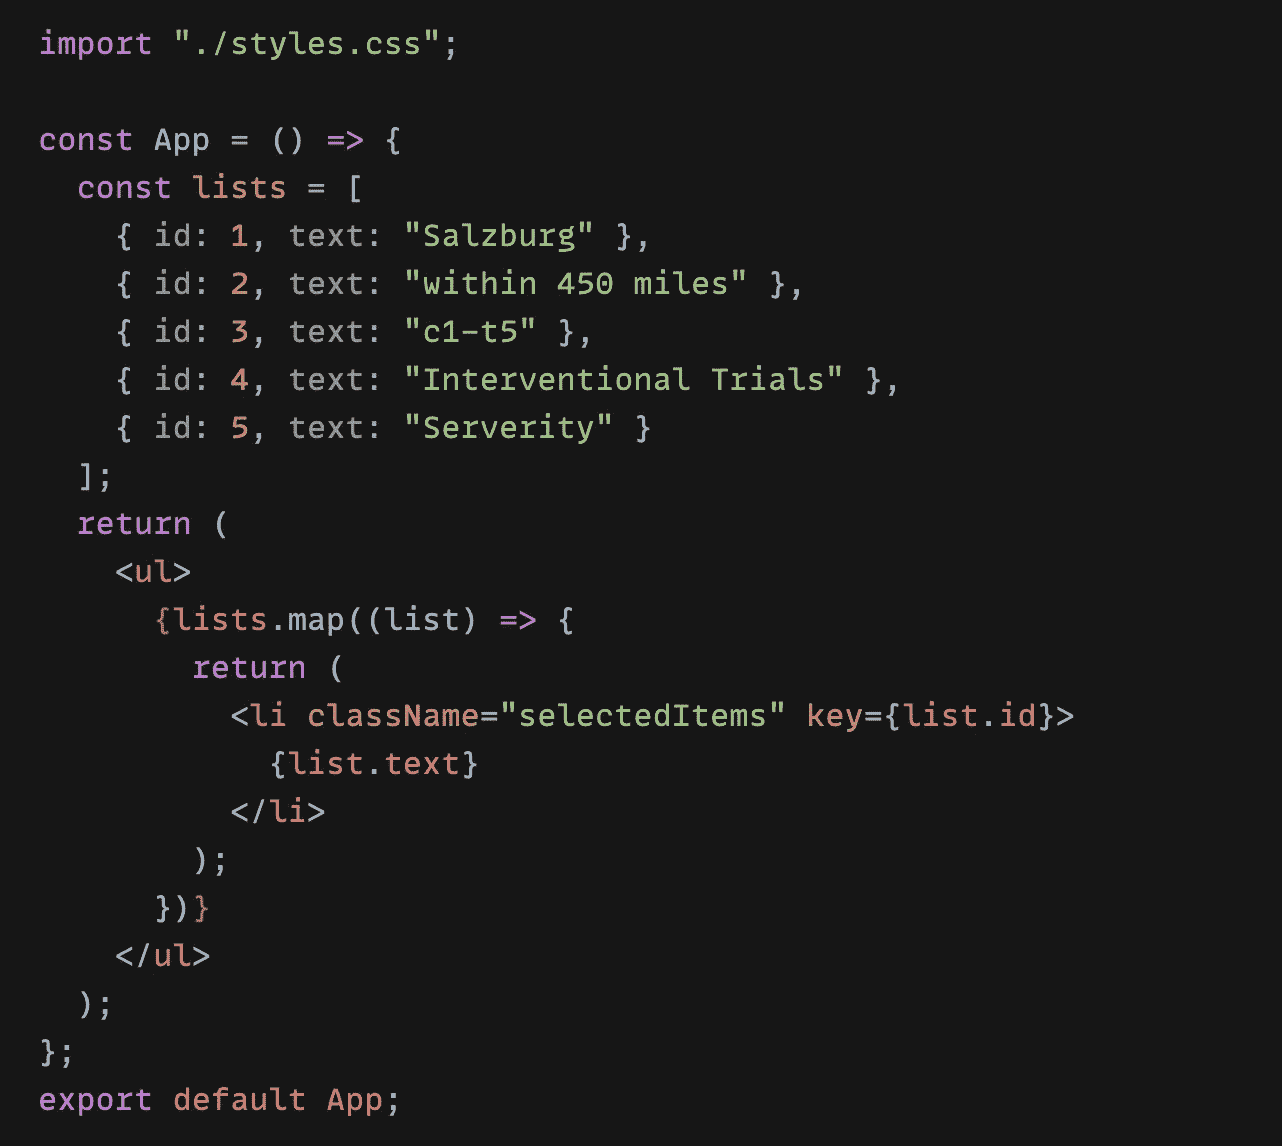 import "./styles.css";

const App = () => {
  const lists = [
    { id: 1, text: "Salzburg" },
    { id: 2, text: "within 450 miles" },
    { id: 3, text: "c1-t5" },
    { id: 4, text: "Interventional Trials" },
    { id: 5, text: "Serverity" }
  ];
  return (
    <ul>
      {lists.map((list) => {
        return (
          <li className="selectedItems" key={list.id}>
            {list.text}
          </li>
        );
      })}
    </ul>
  );
};
export default App;